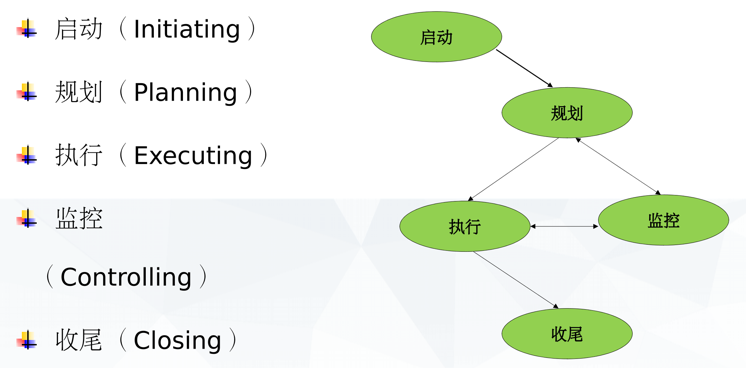 启动（Initiating）
规划（Planning）
执行（Executing）
监控
（Controlling）
收尾（Closing）
启动
规划
执行
监控
收尾